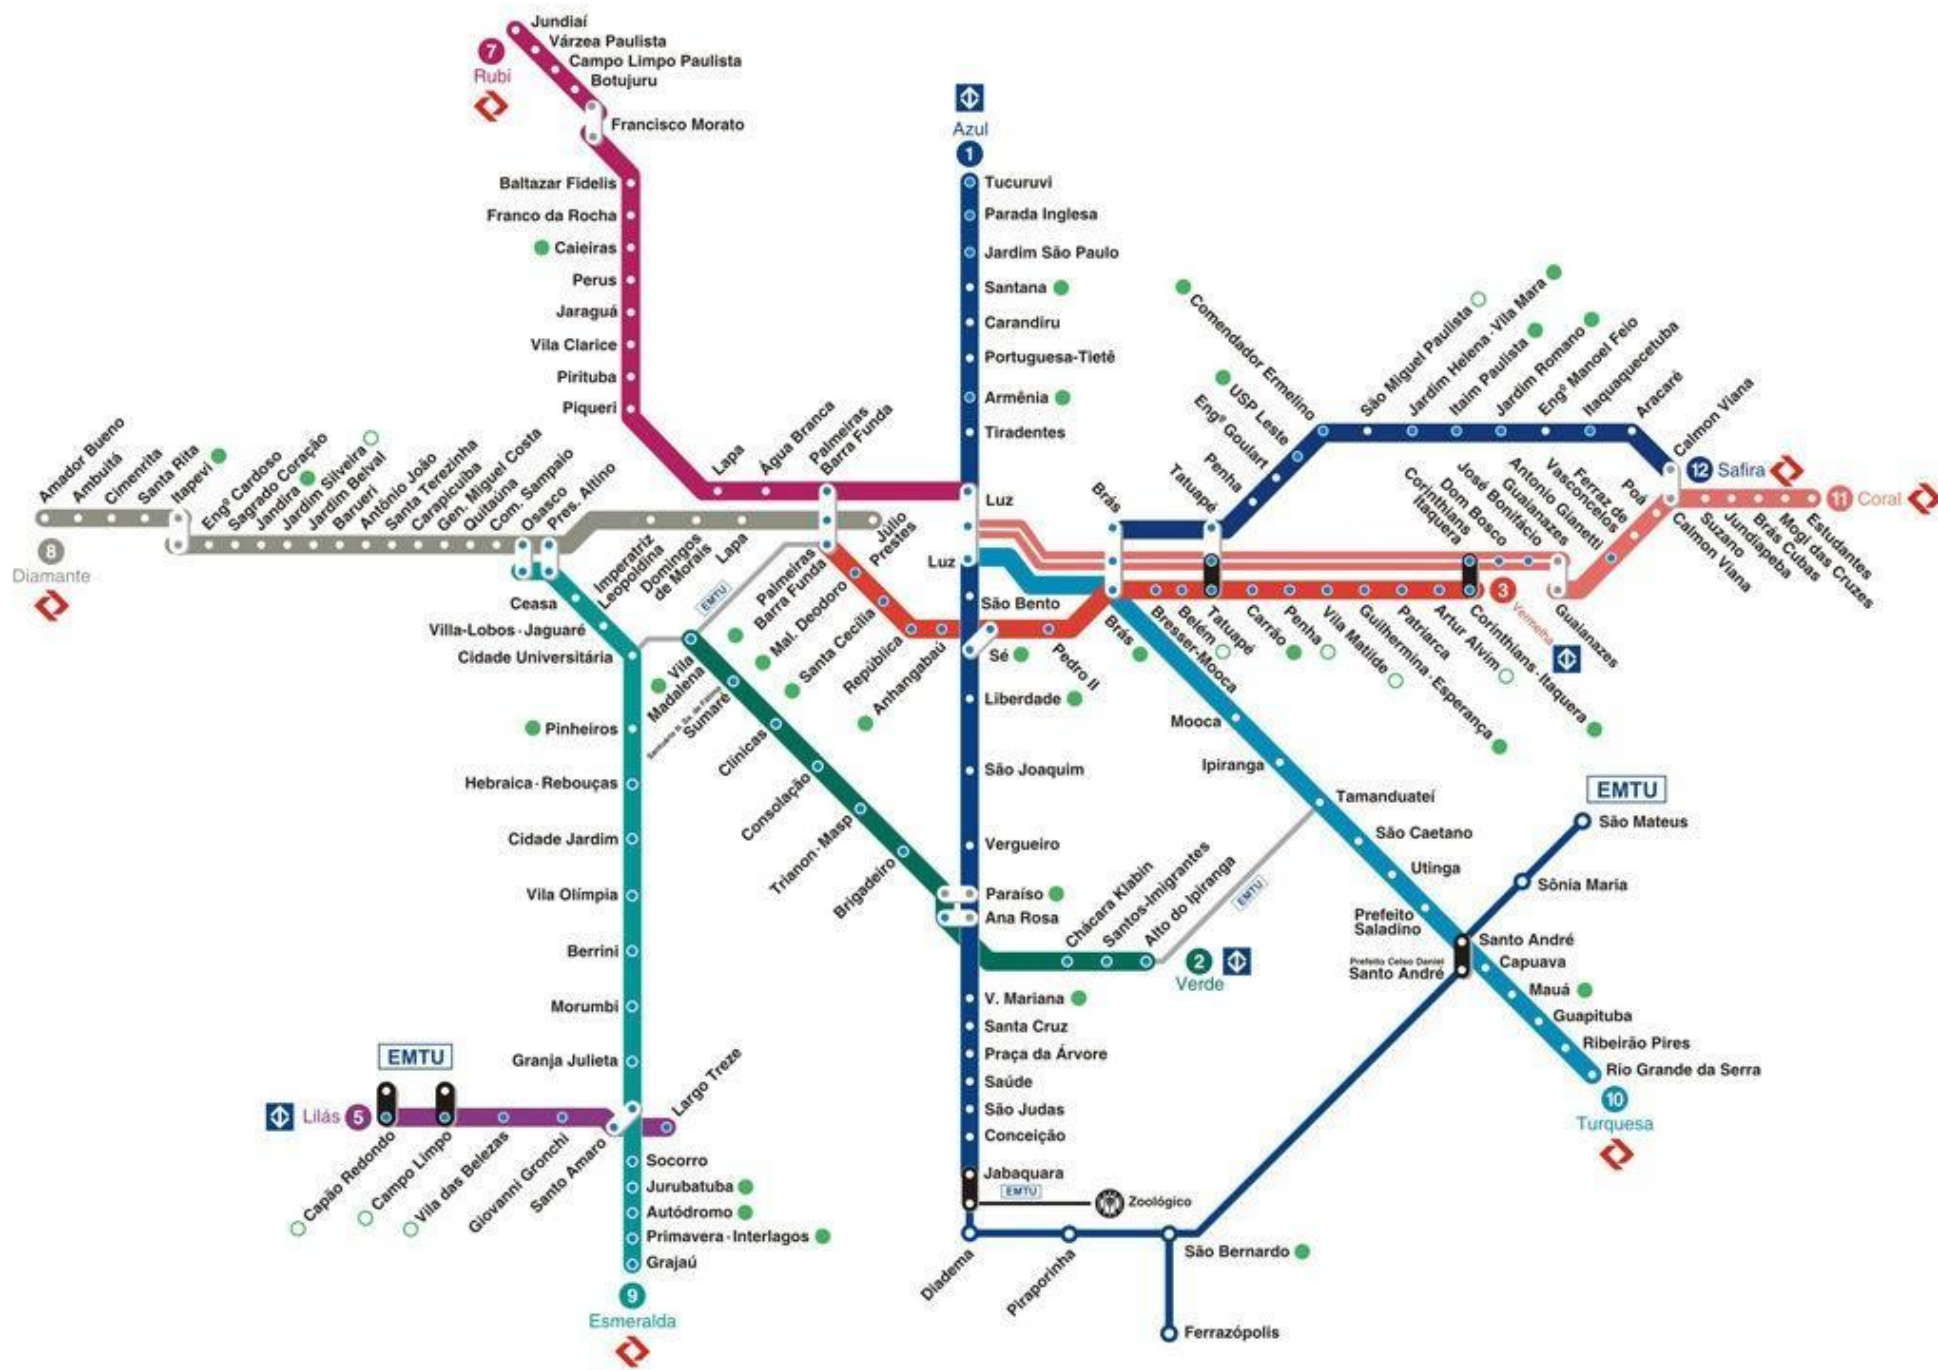 7
Rubi
Jundiaí
Várzea Paulista
Campo Limpo Paulista
Botujuru
Francisco Morato
Baltazar Fidelis
Franco da Rocha
Caieiras
Perus
Jaraguá
Vila Clarice
Pirituba
Piqueri
Lapa
Água Branca
Palmeiras
Barra Funda
Luz
Azul
1
Tucuruvi
Parada Inglesa
Jardim São Paulo
Santana
Carandiru
Portuguesa-Tietê
Armênia
Tiradentes
Luz
São Bento
Sé
Liberdade
São Joaquim
Vergueiro
Paraíso
Ana Rosa
V. Mariana
Santa Cruz
Praça da Árvore
Saúde
São Judas
Conceição
Jabaquara
EMTU
Zoológico
Diadema
Piraporinha
São Bernardo
Ferrazópolis
8
Diamante
Amador Bueno
Ambuitá
Cimenrita
Santa Rita
Itapevi
Engº Cardoso
Sagrado Coração
Jandira
Jardim Silveira
Jardim Belval
Barueri
Antônio João
Santa Terezinha
Carapicuíba
Gen. Miguel Costa
Quitaúna
Com. Sampaio
Osasco
Pres. Altino
Imperatriz
Leopoldina
Domingos
de Morais
Lapa
Júlio
Prestes
Ceasa
Villa-Lobos·Jaguaré
Cidade Universitária
Pinheiros
Hebraica·Rebouças
Cidade Jardim
Vila Olímpia
Berrini
Morumbi
Granja Julieta
Santo Amaro
Socorro
Jurubatuba
Autódromo
Primavera·Interlagos
Grajaú
9
Esmeralda
EMTU
Lilás
5
Capão Redondo
Campo Limpo
Vila das Belezas
Giovanni Gronchi
Largo Treze
EMTU
Vila
Madalena
Santuário N. Sa. de Fátima
Sumaré
Clínicas
Consolação
Trianon·Masp
Brigadeiro
Chácara Klabin
Santos-Imigrantes
Alto do Ipiranga
EMTU
2
Verde
Palmeiras
Barra Funda
Mal. Deodoro
Santa Cecília
República
Anhangabaú
Pedro II
Brás
Bresser-Mooca
Belém
Tatuapé
Carrão
Penha
Vila Matilde
Guilhermina·Esperança
Patriarca
Artur Alvim
Corinthians·Itaquera
3
Vermelha
Brás
Tatuapé
Penha
Engº Goulart
USP Leste
Comendador Ermelino
São Miguel Paulista
Jardim Helena·Vila Mara
Itaim Paulista
Jardim Romano
Engº Manoel Feio
Itaquaquecetuba
Aracaré
Calmon Viana
12
Safira
Corinthians
Itaquera
Dom Bosco
José Bonifácio
Guaianazes
Guaianazes
Antonio Gianetti
Ferraz de
Vasconcelos
Poá
Calmon Viana
Suzano
Jundiapeba
Brás Cubas
Mogi das Cruzes
Estudantes
11
Coral
Mooca
Ipiranga
Tamanduateí
São Caetano
Utinga
Prefeito
Saladino
Santo André
Prefeito Celso Daniel
Santo André
Capuava
Mauá
Guapituba
Ribeirão Pires
Rio Grande da Serra
10
Turquesa
EMTU
São Mateus
Sônia Maria